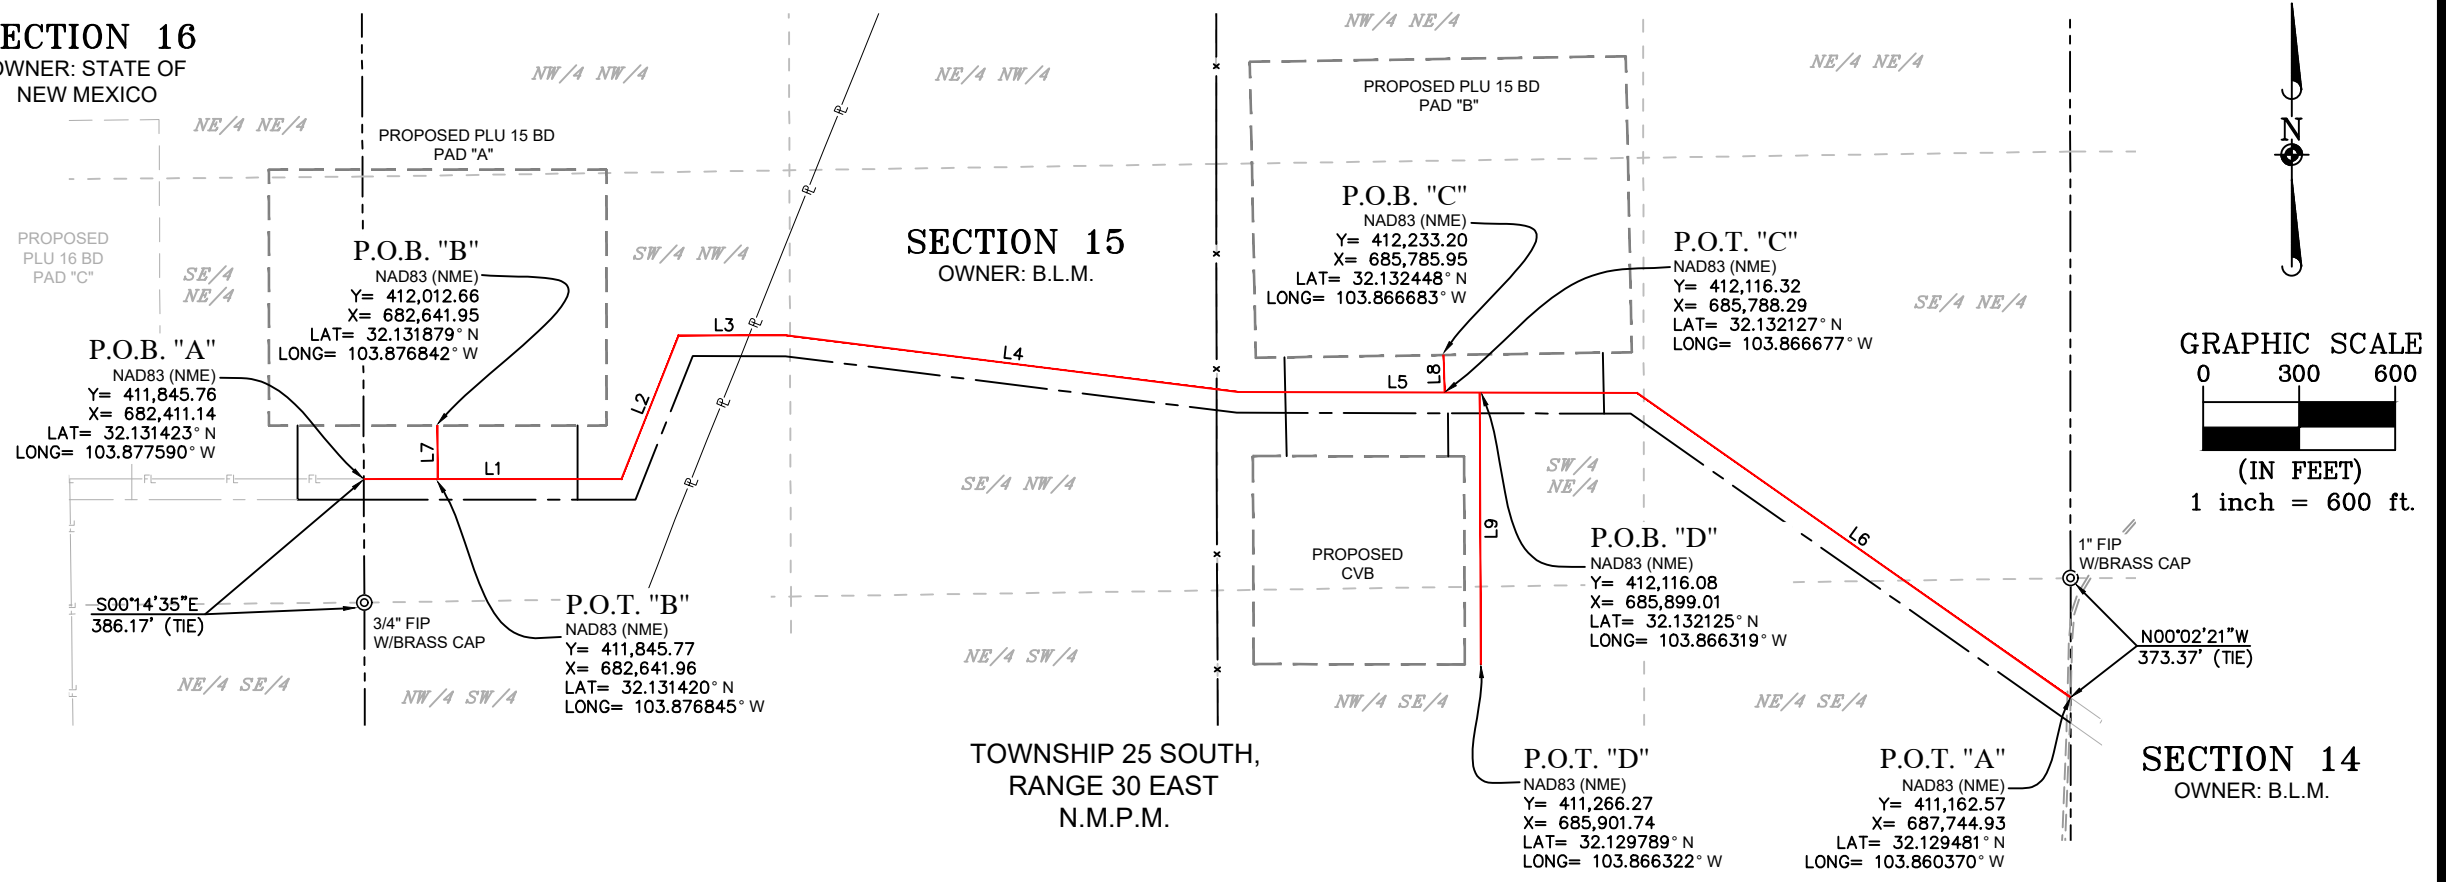 ECTION 16
OWNER: STATE OF
NEW MEXICO
NE/4 NE/4
NW/4 NW/4
NE/4 NW/4
NW/4 NE/4
NE/4 NE/4
PROPOSED PLU 15 BD
PAD "A"
PROPOSED PLU 15 BD
PAD "B"
N
PROPOSED
PLU 16 BD
PAD "C"
SE/4
NE/4
SW/4 NW/4
SE/4 NE/4
SECTION 15
OWNER: B.L.M.
P.O.B. "B"
NAD83 (NME)
Y= 412,012.66
X= 682,641.95
LAT= 32.131879° N
LONG= 103.876842° W
P.O.B. "C"
NAD83 (NME)
Y= 412,233.20
X= 685,785.95
LAT= 32.132448° N
LONG= 103.866683° W
P.O.T. "C"
NAD83 (NME)
Y= 412,116.32
X= 685,788.29
LAT= 32.132127° N
LONG= 103.866677° W
P.O.B. "A"
NAD83 (NME)
Y= 411,845.76
X= 682,411.14
LAT= 32.131423° N
LONG= 103.877590° W
GRAPHIC SCALE
0 300 600
(IN FEET)
1 inch = 600 ft.
L1
L2
L3
L4
L5
L6
L7
L8
L9
PL
PL
PL
PL
PL
FL
FL
FL
FL
FL
FL
SE/4 NW/4
SW/4
NE/4
PROPOSED
CVB
S00°14'35"E
386.17' (TIE)
3/4" FIP
W/BRASS CAP
P.O.T. "B"
NAD83 (NME)
Y= 411,845.77
X= 682,641.96
LAT= 32.131420° N
LONG= 103.876845° W
P.O.B. "D"
NAD83 (NME)
Y= 412,116.08
X= 685,899.01
LAT= 32.132125° N
LONG= 103.866319° W
1" FIP
W/BRASS CAP
N00°02'21"W
373.37' (TIE)
NE/4 SE/4
NW/4 SW/4
NE/4 SW/4
NW/4 SE/4
NE/4 SE/4
TOWNSHIP 25 SOUTH,
RANGE 30 EAST
N.M.P.M.
P.O.T. "D"
NAD83 (NME)
Y= 411,266.27
X= 685,901.74
LAT= 32.129789° N
LONG= 103.866322° W
P.O.T. "A"
NAD83 (NME)
Y= 411,162.57
X= 687,744.93
LAT= 32.129481° N
LONG= 103.860370° W
SECTION 14
OWNER: B.L.M.